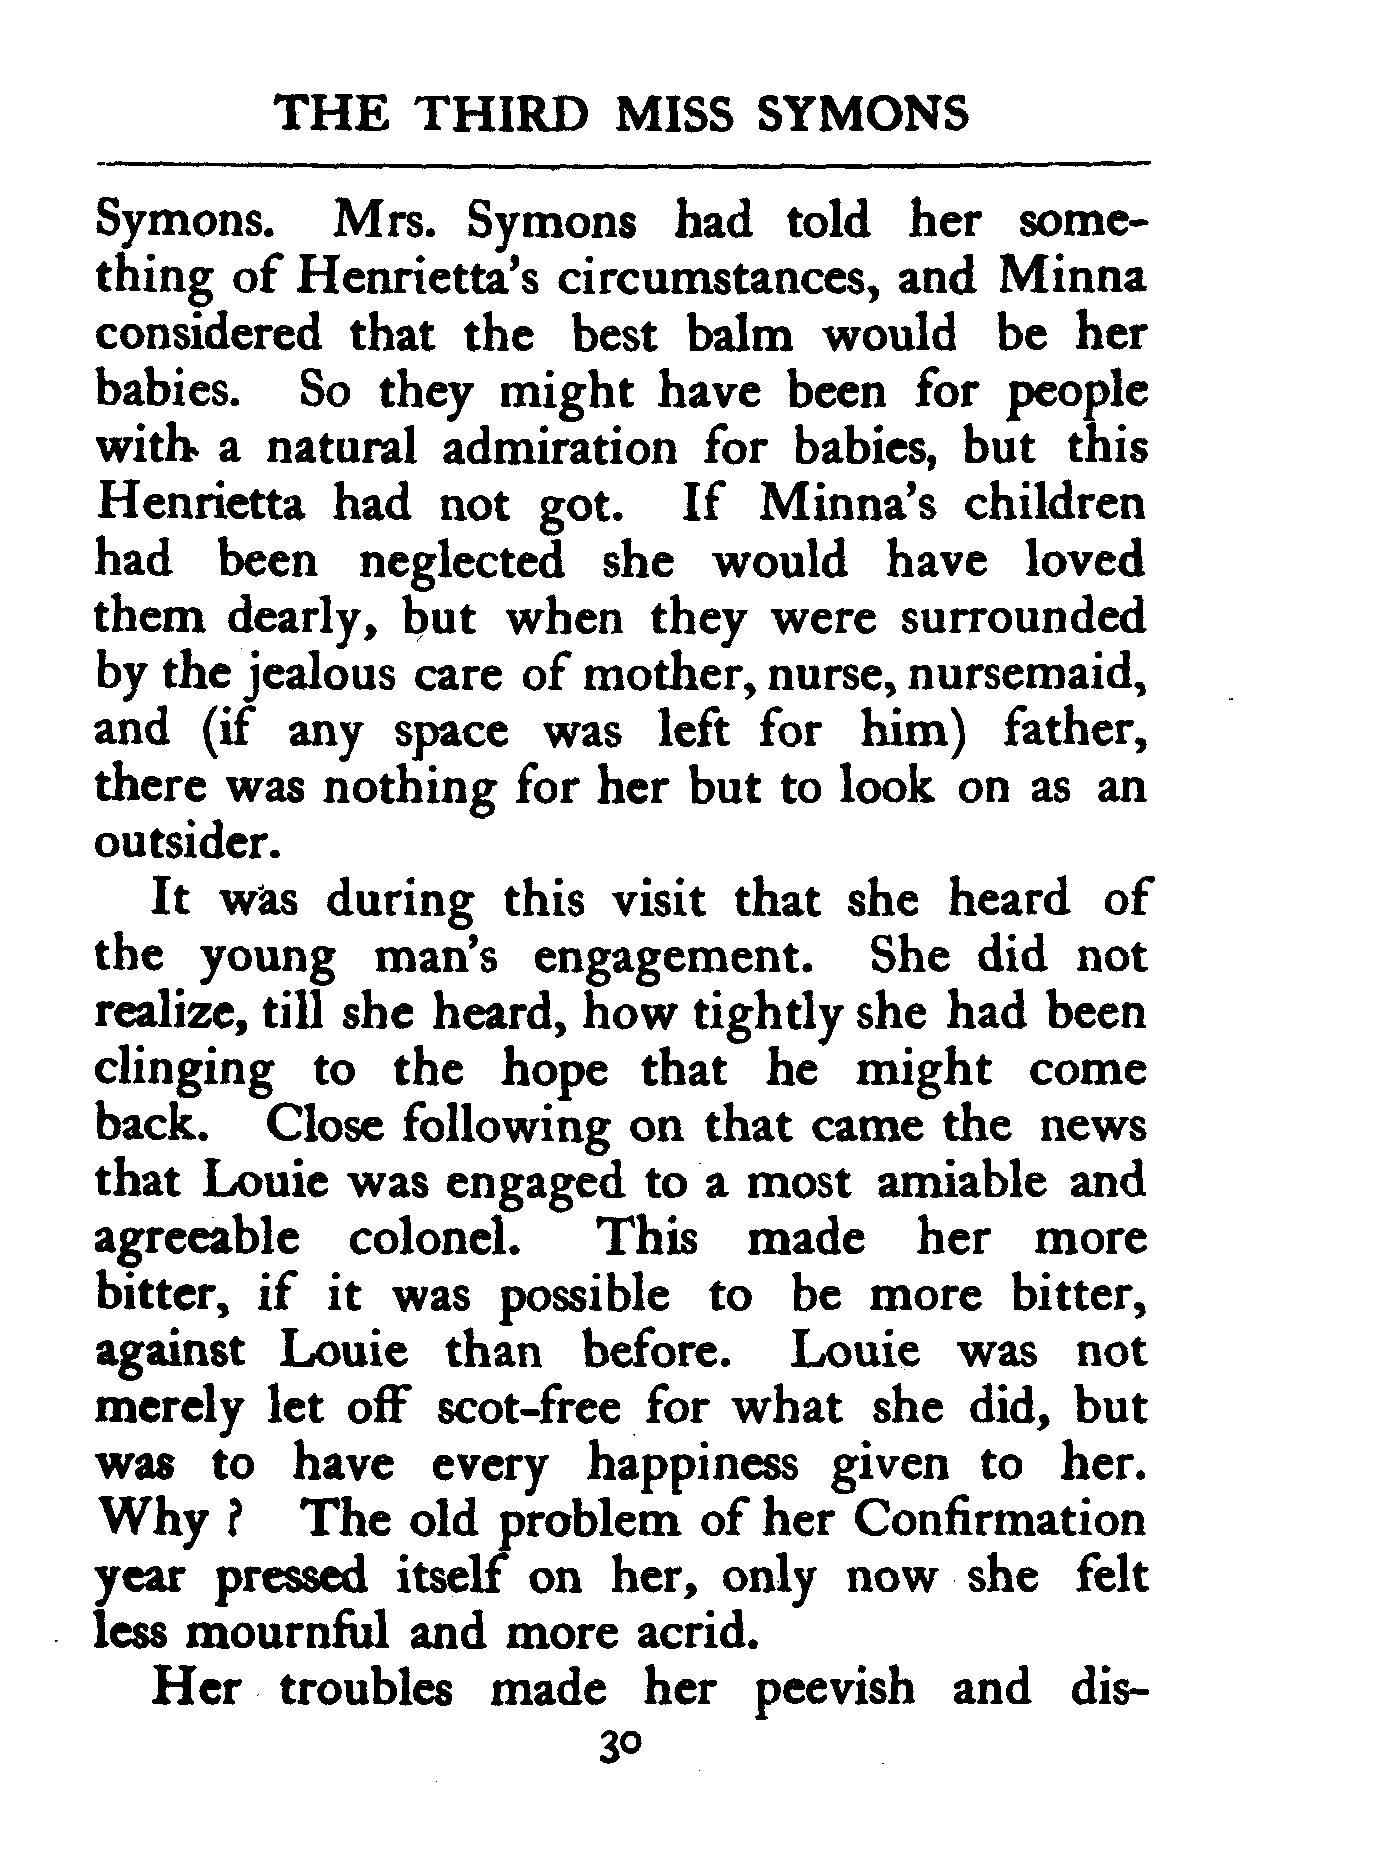 THE THIRD MISS SYMONS
Symons. Mrs. Symons had told her some-
thing of Henrietta's circumstances, and Minna
considered that the best balm would be her
babies. So they might have been for people
with a natural admiration for babies, but this
Henrietta had not got. If Minna's children
had been neglected she would have loved
them dearly, but when they were surrounded
by the jealous care of mother, nurse, nursemaid,
and (if any space was left for him) father,
there was nothing for her but to look on as an
outsider.
It was during this visit that she heard of
the young man's engagement. She did not
realize, till she heard, how tightly she had been
clinging to the hope that he might come
back. Close following on that came the news
that Louie was engaged to a most amiable and
agreeable colonel. This made her more
bitter, if it was possible to be more bitter,
against Louie than before. Louie was not
merely let off scot-free for what she did, but
was to have every happiness given to her.
Why ? The old problem of her Confirmation
year pressed itself on her, only now she felt
less mournful and more acrid.
Her troubles made her peevish and dis-
30